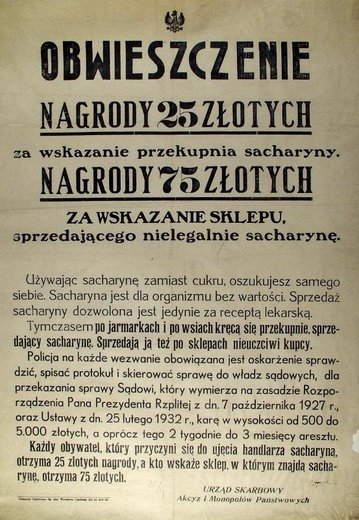 OBWIESZCZENIE
NAGRODY 25 ZŁOTYCH
za wskazanie przekupnia sacharyny.
NAGRODY 75 ZŁOTYCH
ZA WSKAZANIE SKLEPU,
sprzedającego nielegalnie sacharynę.
Używając sacharynę zamiast cukru, oszukujesz samego
siebie. Sacharyna jest dla organizmu bez wartości. Sprzedaż
sacharyny dozwolona jest jedynie za receptą lekarską.
Tymczasem po jarmarkach i po wsiach kręcą się przekupnie, sprze-
dający sacharynę. Sprzedają ją też po sklepach nieuczciwi kupcy.
Policja na każde wezwanie obowiązana jest oskarżenie spraw-
dzić, spisać protokuł i skierować sprawę do władz sądowych, dla
przekazania sprawy Sądowi, który wymierza na zasadzie Rozpo-
rządzenia Pana Prezydenta Rzplitej z dn. 7 października 1927 r.,
oraz Ustawy z dn. 25 lutego 1932 r., karę w wysokości od 500 do
5.000 złotych, a oprócz tego 2 tygodnie do 3 miesięcy aresztu.
Każdy obywatel, który przyczyni się do ujęcia handlarza sacharyna,
otrzyma 25 złotych nagrody, a kto wskaże sklep, w którym znajdą sacha-
rynę, otrzyma 75 złotych.
URZĄD SKARBOWY
Akcyz i Monopolów Państwowych